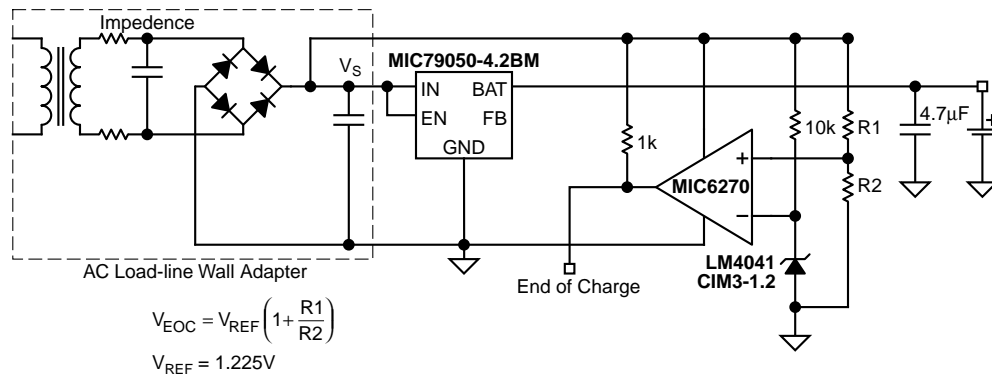 Impedence
V_S
MIC79050-4.2BM
IN
BAT
EN
FB
GND
1k
10k
R1
4.7µF
+
+
MIC6270
R2
−
LM4041
CIM3-1.2
End of Charge
AC Load-line Wall Adapter
V_EOC = V_REF(1+R1/R2)
V_REF = 1.225V